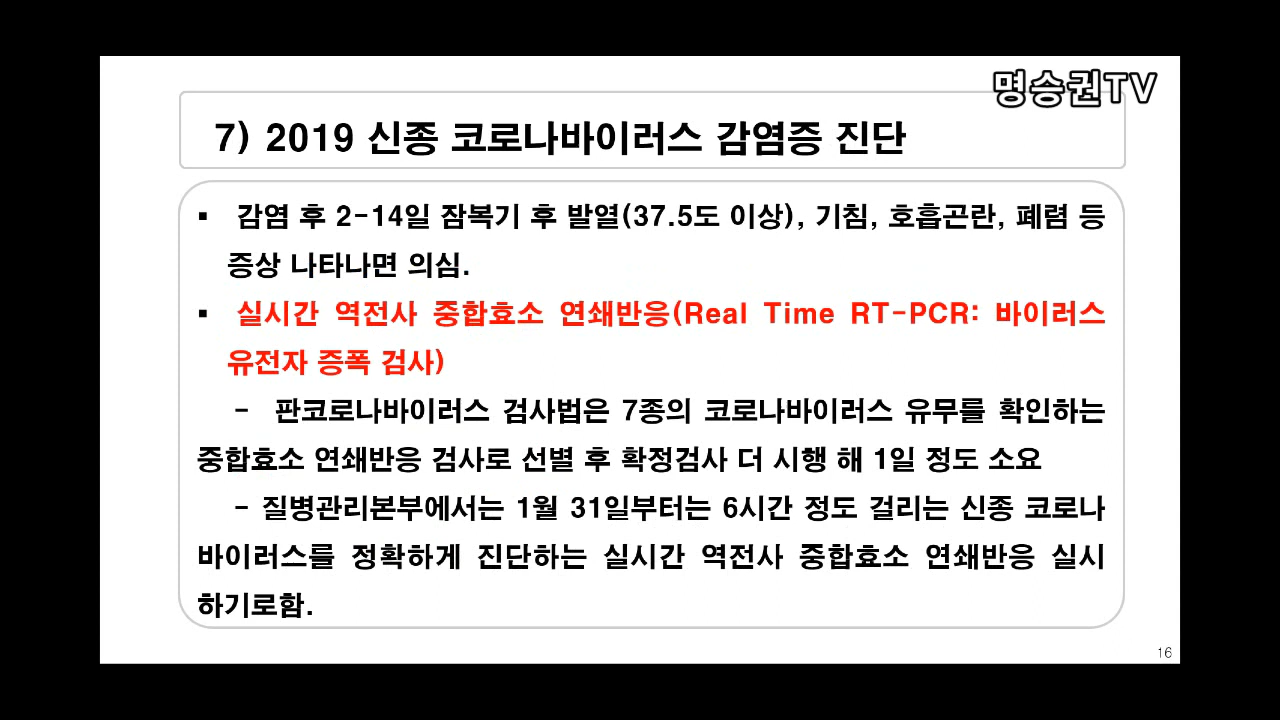 명승권TV
7) 2019 신종 코로나바이러스 감염증 진단
▪ 감염 후 2-14일 잠복기 후 발열(37.5도 이상), 기침, 호흡곤란, 폐렴 등
증상 나타나면 의심.
▪ 실시간 역전사 중합효소 연쇄반응(Real Time RT-PCR: 바이러스
유전자 증폭 검사)
- 판코로나바이러스 검사법은 7종의 코로나바이러스 유무를 확인하는
중합효소 연쇄반응 검사로 선별 후 확정검사 더 시행 해 1일 정도 소요
- 질병관리본부에서는 1월 31일부터는 6시간 정도 걸리는 신종 코로나
바이러스를 정확하게 진단하는 실시간 역전사 중합효소 연쇄반응 실시
하기로함.
16